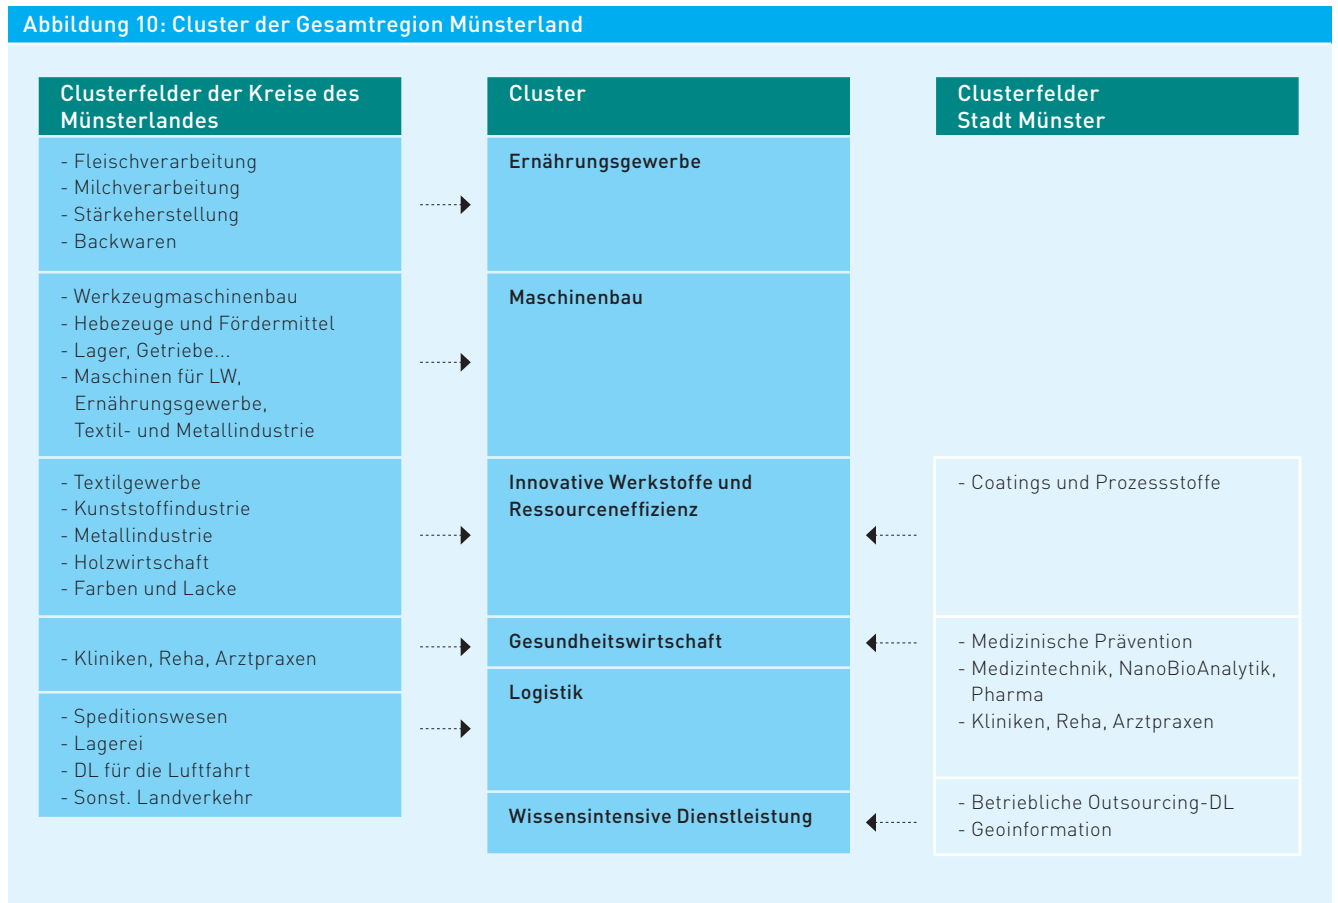 Abbildung 10: Cluster der Gesamtregion Münsterland
Clusterfelder der Kreise des
Münsterlandes
- Fleischverarbeitung
- Milchverarbeitung
- Stärkeherstellung
- Backwaren
- Werkzeugmaschinenbau
- Hebezeuge und Fördermittel
- Lager, Getriebe...
- Maschinen für LW,
Ernährungsgewerbe,
Textil- und Metallindustrie
- Textilgewerbe
- Kunststoffindustrie
- Metallindustrie
- Holzwirtschaft
- Farben und Lacke
- Kliniken, Reha, Arztpraxen
- Speditionswesen
- Lagerei
- DL für die Luftfahrt
- Sonst. Landverkehr
Cluster
Ernährungsgewerbe
Maschinenbau
Innovative Werkstoffe und
Ressourceneffizienz
Gesundheitswirtschaft
Logistik
Wissensintensive Dienstleistung
Clusterfelder
Stadt Münster
- Coatings und Prozessstoffe
- Medizinische Prävention
- Medizintechnik, NanoBioAnalytik,
Pharma
- Kliniken, Reha, Arztpraxen
- Betriebliche Outsourcing-DL
- Geoinformation